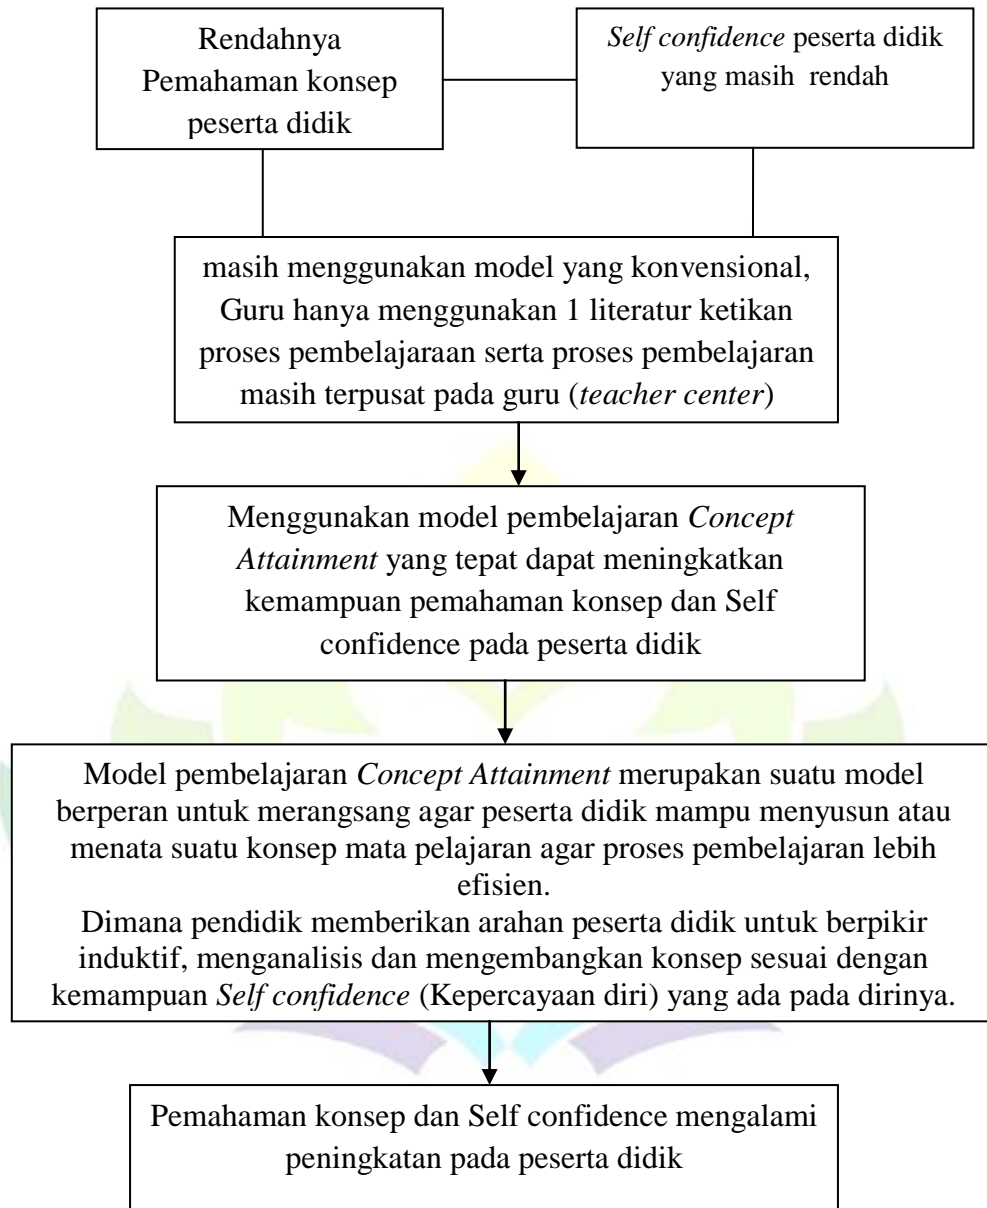 Rendahnya
Pemahaman konsep
peserta didik
Self confidence peserta didik
yang masih rendah
masih menggunakan model yang konvensional,
Guru hanya menggunakan 1 literatur ketikan
proses pembelajaraan serta proses pembelajaran
masih terpusat pada guru (teacher center)
Menggunakan model pembelajaran Concept
Attainment yang tepat dapat meningkatkan
kemampuan pemahaman konsep dan Self
confidence pada peserta didik
Model pembelajaran Concept Attainment merupakan suatu model
berperan untuk merangsang agar peserta didik mampu menyusun atau
menata suatu konsep mata pelajaran agar proses pembelajaran lebih
efisien.
Dimana pendidik memberikan arahan peserta didik untuk berpikir
induktif, menganalisis dan mengembangkan konsep sesuai dengan
kemampuan Self confidence (Kepercayaan diri) yang ada pada dirinya.
Pemahaman konsep dan Self confidence mengalami
peningkatan pada peserta didik